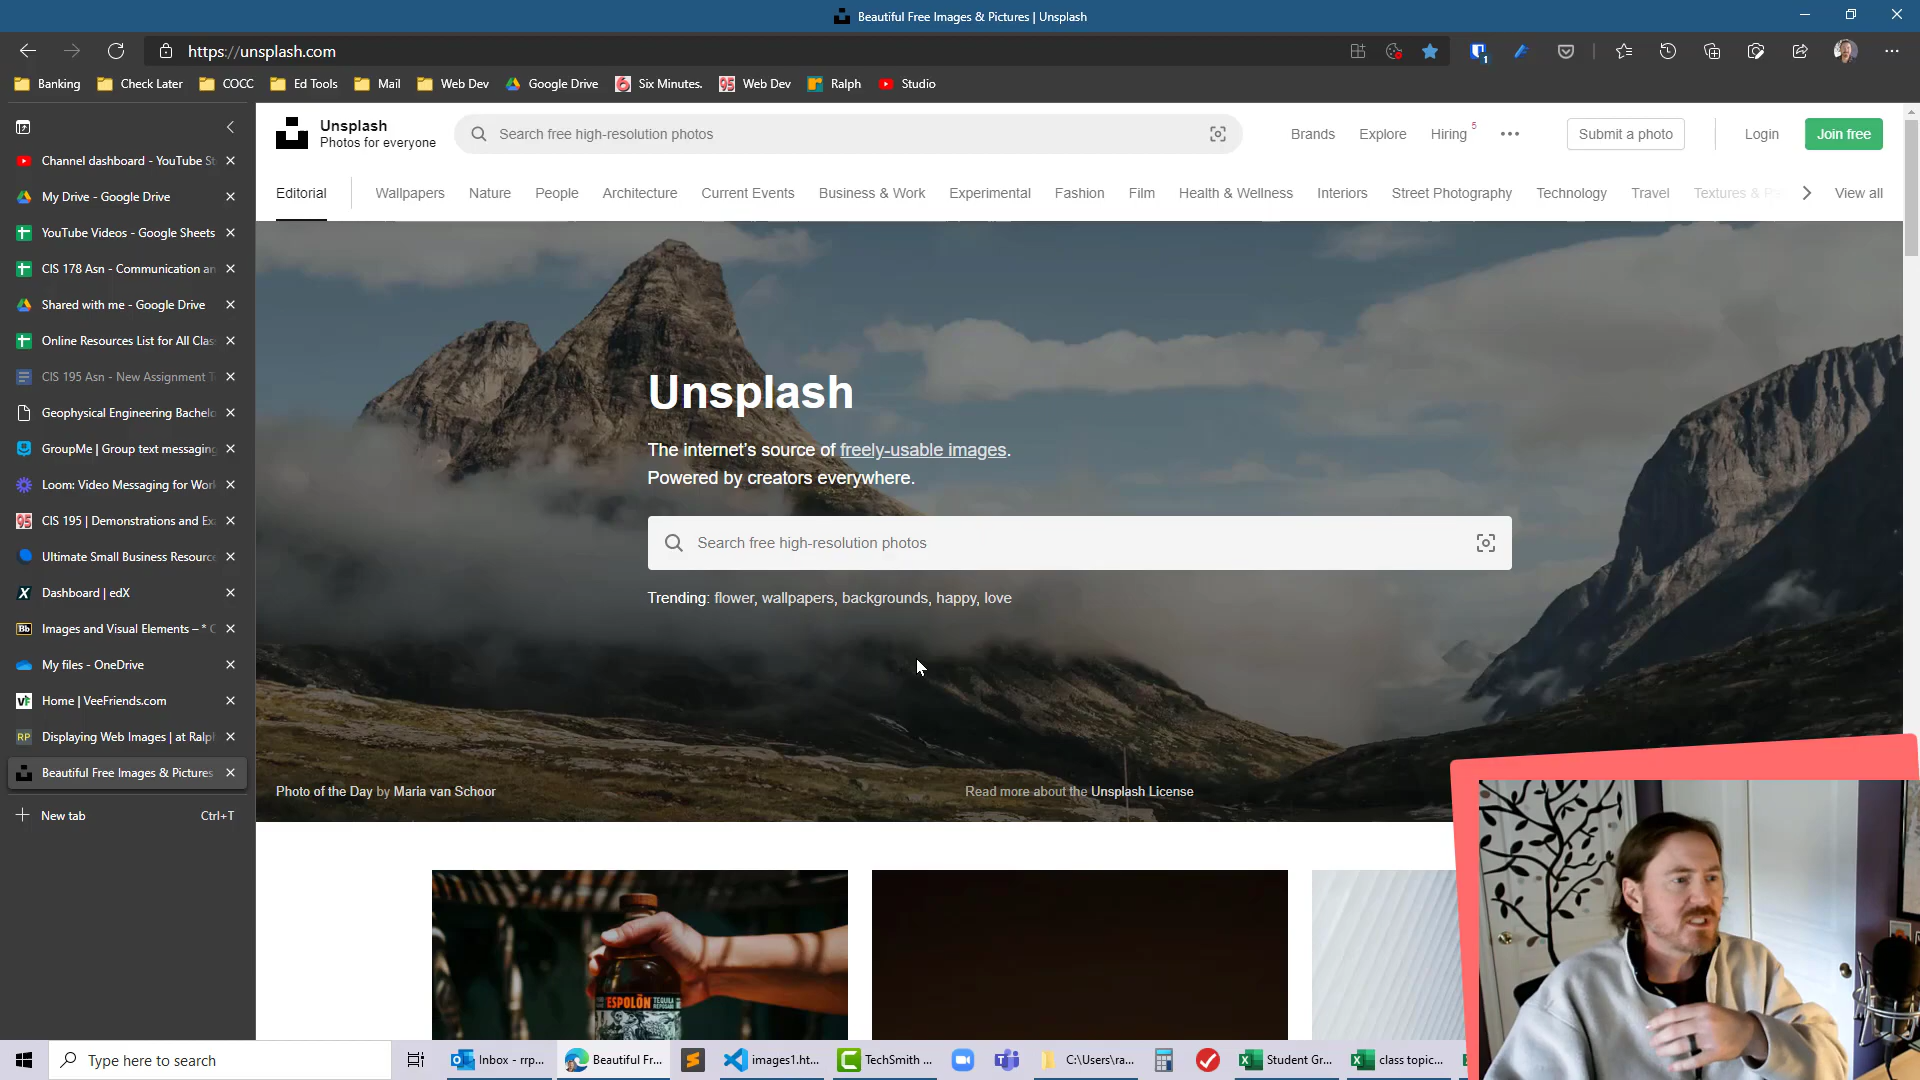 Beautiful Free Images & Pictures | Unsplash
https://unsplash.com
1
Banking
Check Later
COCC
Ed Tools
Mail
Web Dev
Google Drive
Six Minutes.
Web Dev
Ralph
Studio
Channel dashboard - YouTube St
My Drive - Google Drive
YouTube Videos - Google Sheets
CIS 178 Asn - Communication an
Shared with me - Google Drive
Online Resources List for All Clas
CIS 195 Asn - New Assignment T
Geophysical Engineering Bachelo
GroupMe | Group text messaging
Loom: Video Messaging for Work
CIS 195 | Demonstrations and Exa
Ultimate Small Business Resource
Dashboard | edX
Images and Visual Elements – * C
My files - OneDrive
Home | VeeFriends.com
Displaying Web Images | at Ralph
Beautiful Free Images & Pictures
New tab
Ctrl+T
Unsplash
Photos for everyone
Search free high-resolution photos
Brands
Explore
Hiring
5
Submit a photo
Login
Join free
Editorial
Wallpapers
Nature
People
Architecture
Current Events
Business & Work
Experimental
Fashion
Film
Health & Wellness
Interiors
Street Photography
Technology
Travel
Textures &
View all
Unsplash
The internet's source of freely-usable images.
Powered by creators everywhere.
Search free high-resolution photos
Trending: flower, wallpapers, backgrounds, happy, love
Photo of the Day by Maria van Schoor
Read more about the Unsplash License
ESPOLÒN
TEQUILA
REPOSADO
Type here to search
Inbox - rrp...
Beautiful Fr...
images1.ht...
TechSmith ...
C:\Users\ra...
Student Gr...
class topic...